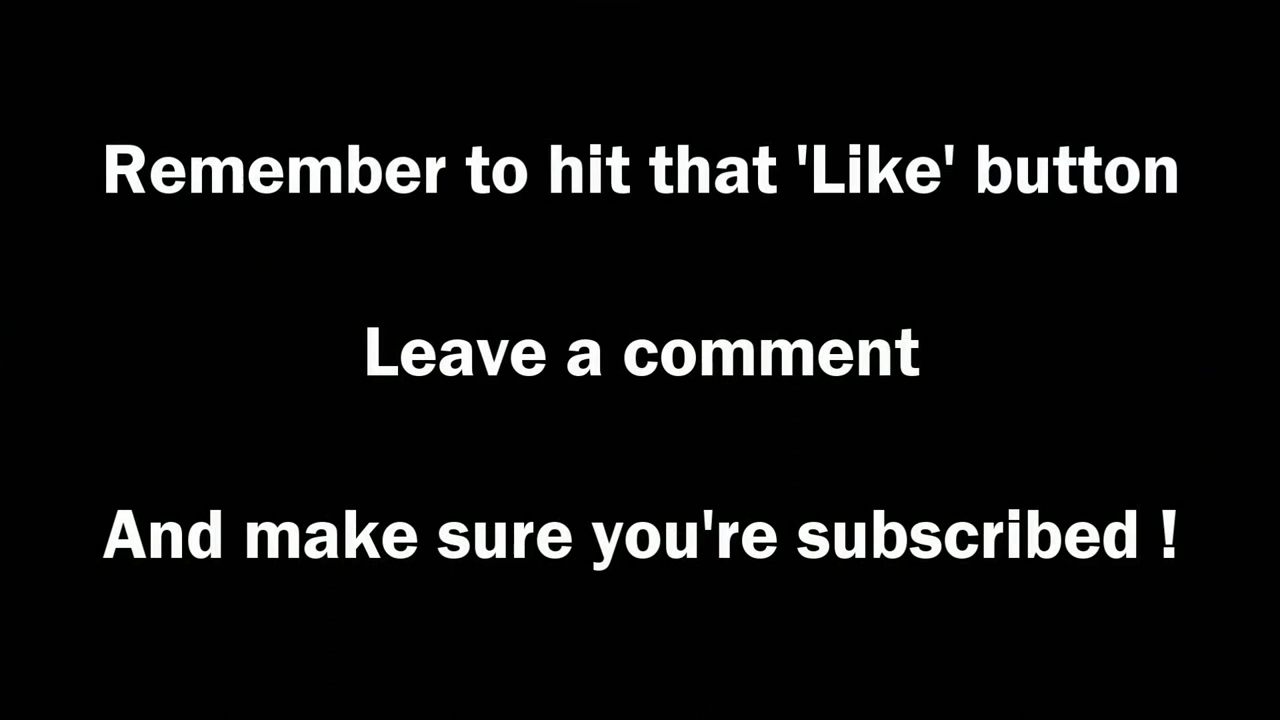 Remember to hit that 'Like' button
Leave a comment
And make sure you're subscribed !